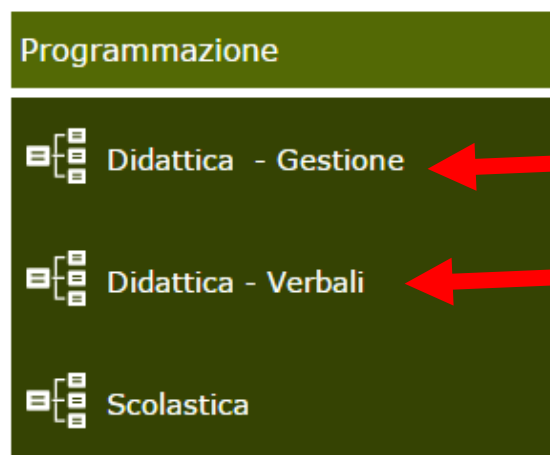 Programmazione
Didattica - Gestione
Didattica - Verbali
Scolastica